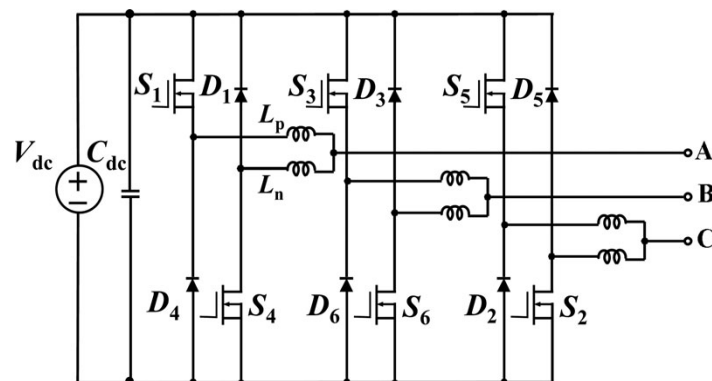 S1 D1 S3 D3 S5 D5
Lp
A
Vdc Cdc
Ln
B
C
D4 S4 D6 S6 D2 S2